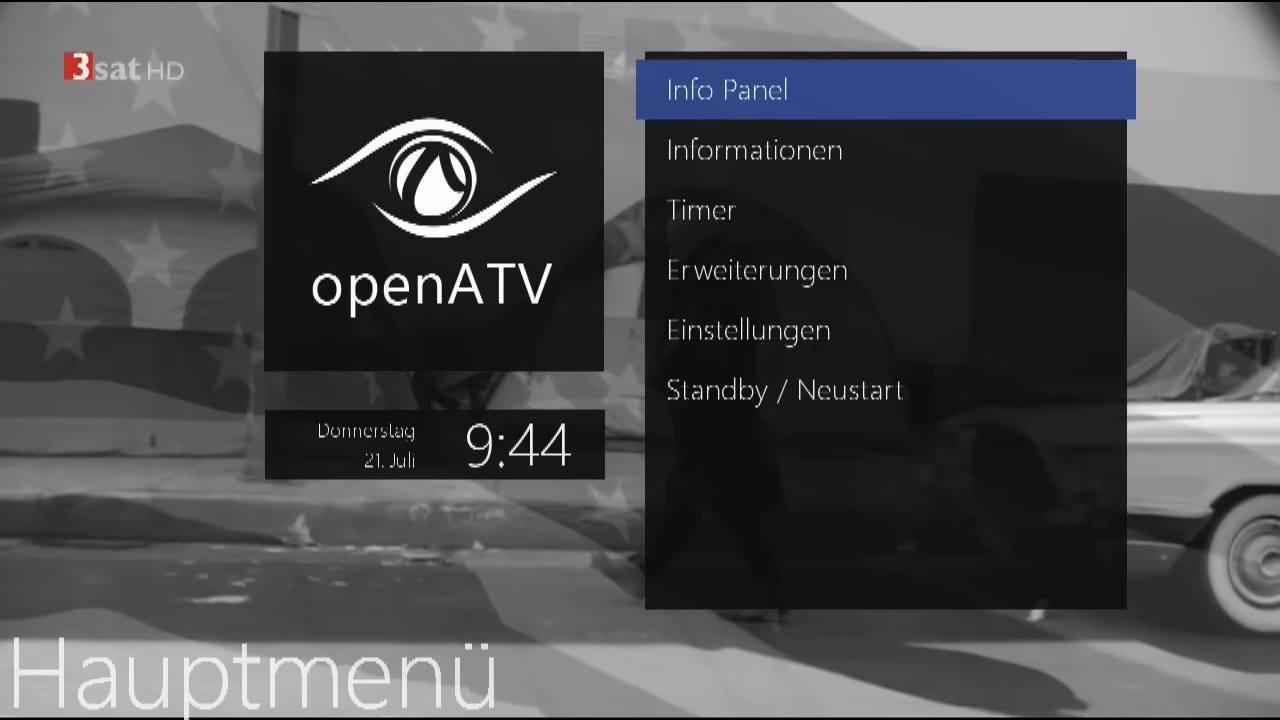 3sat HD
openATV
Donnerstag
21. Juli
9:44
Info Panel
Informationen
Timer
Erweiterungen
Einstellungen
Standby / Neustart
Hauptmenü